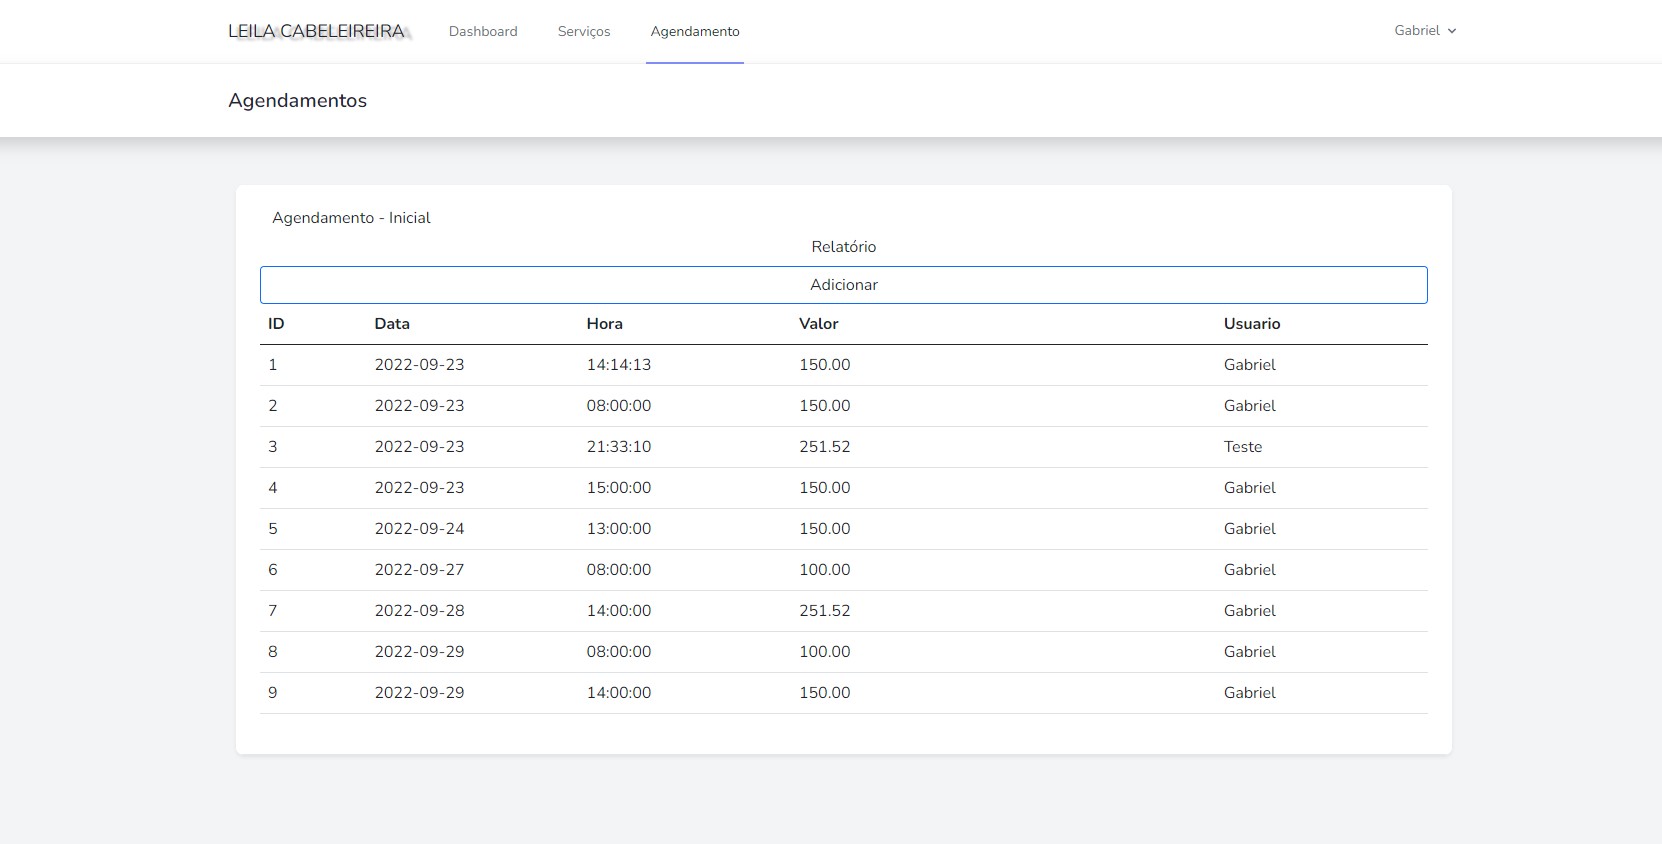 LEILA CABELEIREIRA Dashboard Serviços Agendamento Gabriel
Agendamentos
Agendamento - Inicial
Relatório
Adicionar
ID Data Hora Valor Usuario
1 2022-09-23 14:14:13 150.00 Gabriel
2 2022-09-23 08:00:00 150.00 Gabriel
3 2022-09-23 21:33:10 251.52 Teste
4 2022-09-23 15:00:00 150.00 Gabriel
5 2022-09-24 13:00:00 150.00 Gabriel
6 2022-09-27 08:00:00 100.00 Gabriel
7 2022-09-28 14:00:00 251.52 Gabriel
8 2022-09-29 08:00:00 100.00 Gabriel
9 2022-09-29 14:00:00 150.00 Gabriel